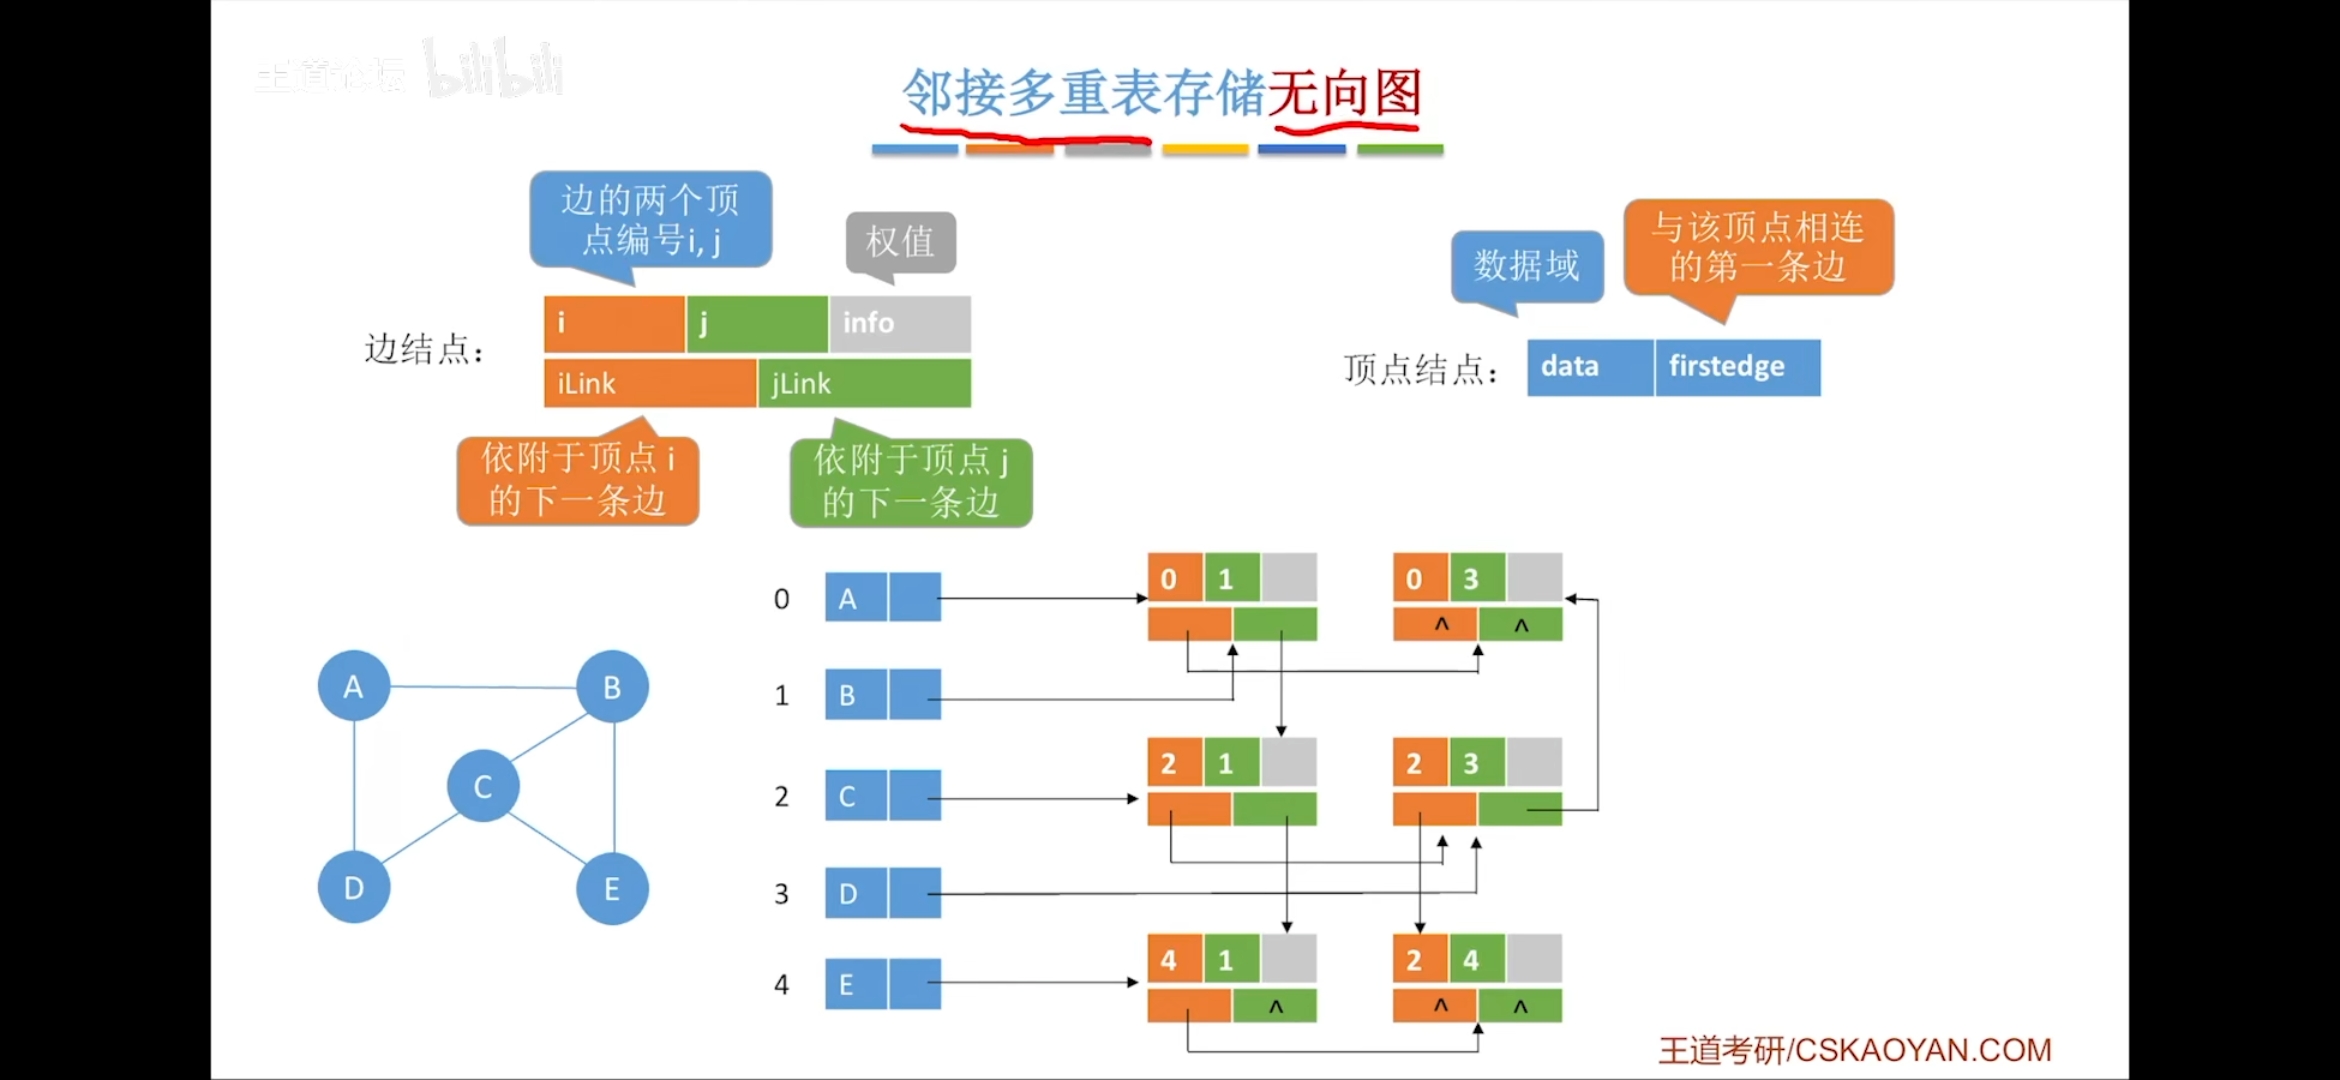 王道论坛 bilibili
邻接多重表存储无向图
边的两个顶
点编号i, j
权值
数据域
与该顶点相连
的第一条边
边结点：
i j info
iLink jLink
顶点结点：
data firstedge
依附于顶点 i
的下一条边
依附于顶点 j
的下一条边
0 A
0 1
0 3
^ ^
1 B
2 C
2 1
2 3
3 D
4 E
4 1
^
2 4
^ ^
A B
C
D E
王道考研/CSKAOYAN.COM